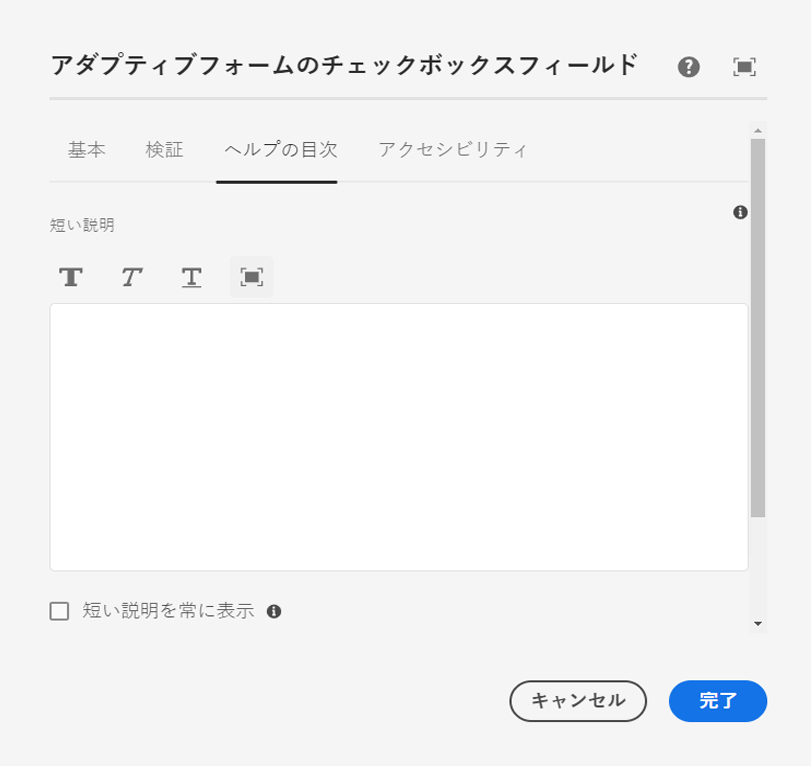 アダプティブフォームのチェックボックスフィールド
基本 検証 ヘルプの目次 アクセシビリティ
短い説明
T T T
短い説明を常に表示
キャンセル 完了